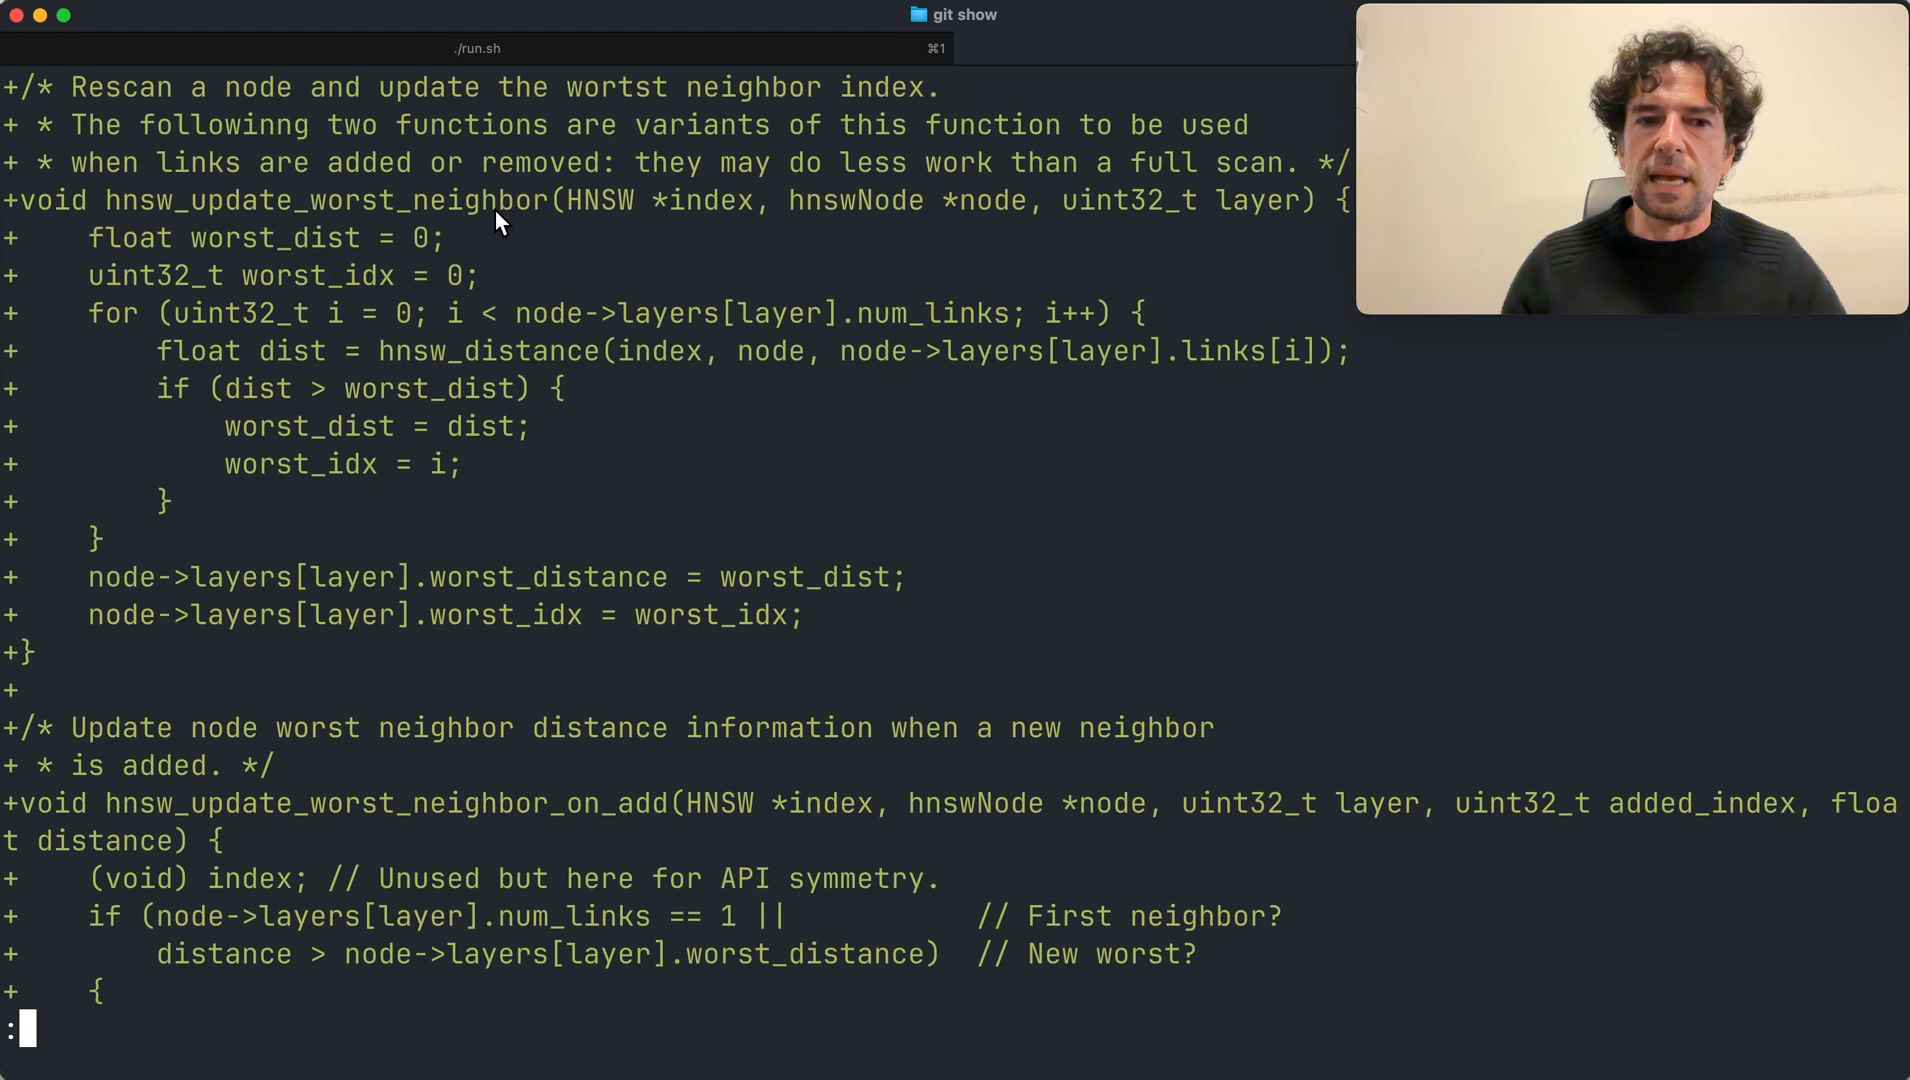 git show
./run.sh ⌘1
+/* Rescan a node and update the wortst neighbor index.
+ * The followinng two functions are variants of this function to be used
+ * when links are added or removed: they may do less work than a full scan. */
+void hnsw_update_worst_neighbor(HNSW *index, hnswNode *node, uint32_t layer) {
+    float worst_dist = 0;
+    uint32_t worst_idx = 0;
+    for (uint32_t i = 0; i < node->layers[layer].num_links; i++) {
+        float dist = hnsw_distance(index, node, node->layers[layer].links[i]);
+        if (dist > worst_dist) {
+            worst_dist = dist;
+            worst_idx = i;
+        }
+    }
+    node->layers[layer].worst_distance = worst_dist;
+    node->layers[layer].worst_idx = worst_idx;
+}
+
+/* Update node worst neighbor distance information when a new neighbor
+ * is added. */
+void hnsw_update_worst_neighbor_on_add(HNSW *index, hnswNode *node, uint32_t layer, uint32_t added_index, floa
t distance) {
+    (void) index; // Unused but here for API symmetry.
+    if (node->layers[layer].num_links == 1 ||           // First neighbor?
+        distance > node->layers[layer].worst_distance)  // New worst?
+    {
: